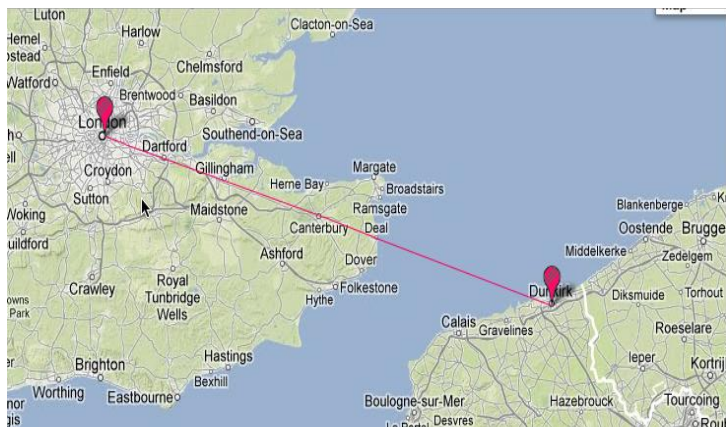 Luton
Clacton-on-Sea
Hemel
Harlow
Chelmsford
Enfield
Watford
Brentwood
Basildon
London
Southend-on-Sea
Dartford
Croydon
Gillingham
Margate
Herne Bay
Broadstairs
Sutton
Ramsgate
Woking
Maidstone
Canterbury
Deal
Blankenberge
Oostende
Brugge
Middelkerke
Zedelgem
Guildford
Ashford
Dover
Crawley
Royal
Tunbridge
Wells
Hythe
Folkestone
Dunkirk
Diksmuide
Torhout
Park
Calais
Gravelines
Roeselare
Hastings
Ieper
Kortrij
Brighton
Bexhill
Worthing
Eastbourne
Boulogne-sur-Mer
Hazebrouck
Tourcoing
Desvres